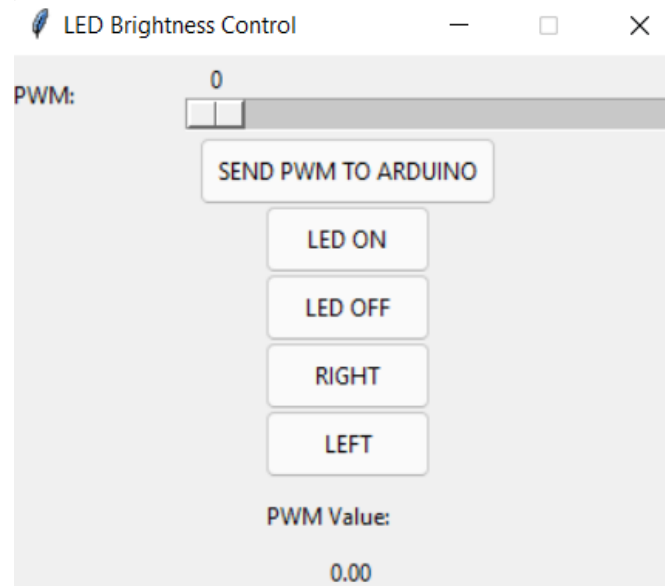 LED Brightness Control
0
PWM:
SEND PWM TO ARDUINO
LED ON
LED OFF
RIGHT
LEFT
PWM Value:
0.00